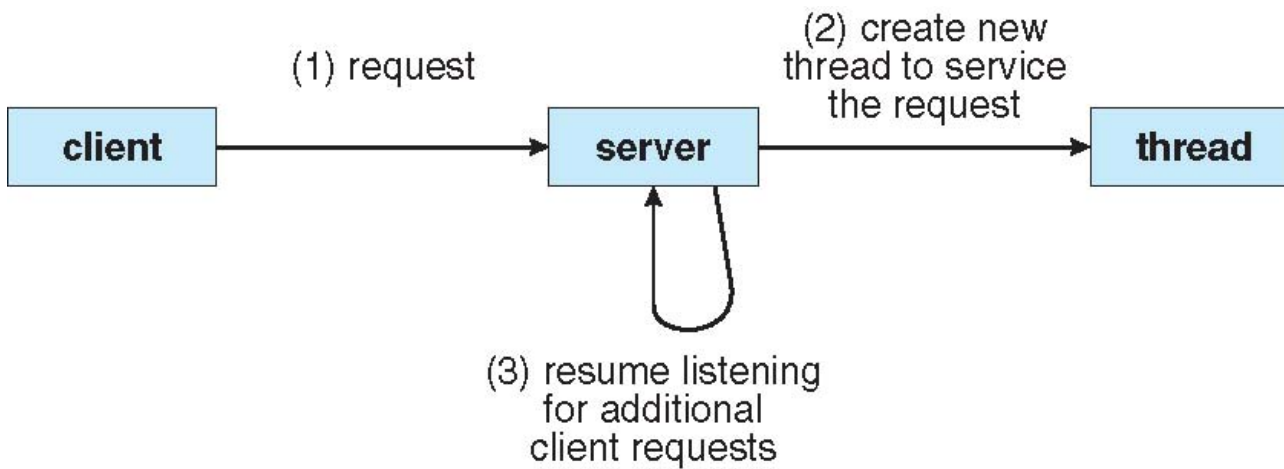 (1) request
(2) create new
thread to service
the request
client
server
thread
(3) resume listening
for additional
client requests